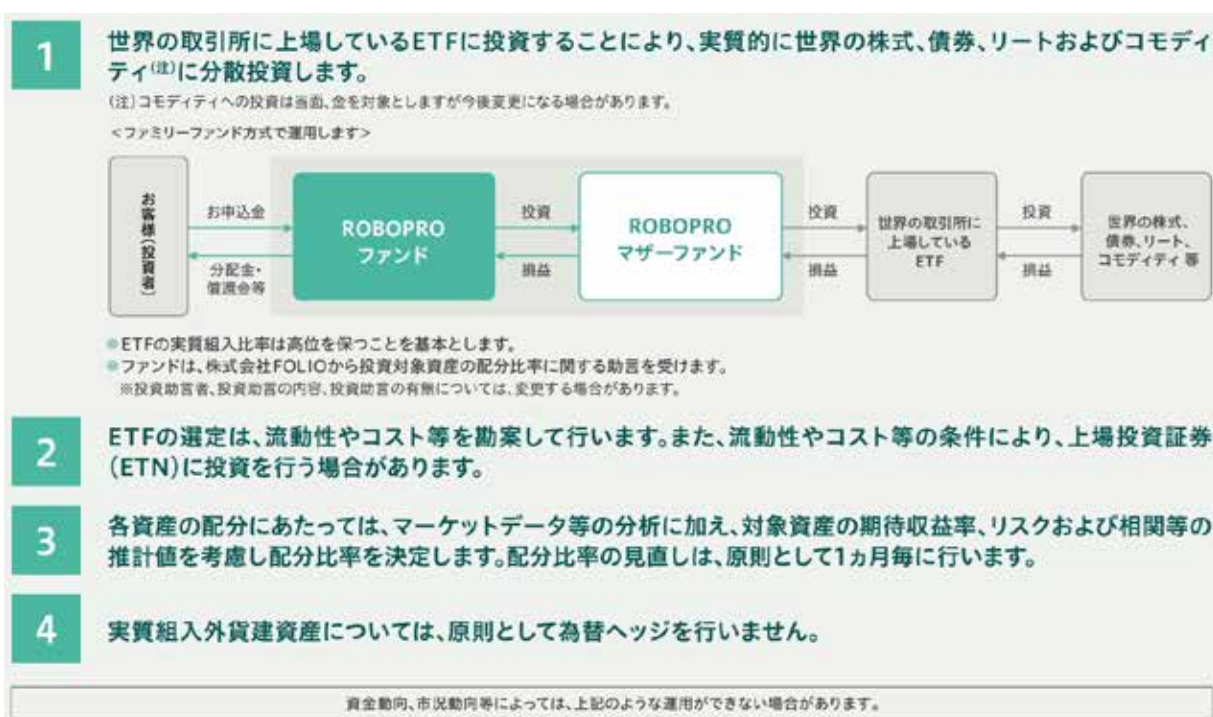 1
世界の取引所に上場しているETFに投資することにより、実質的に世界の株式、債券、リートおよびコモディ
ティ(注)に分散投資します。
(注)コモディティへの投資は当面、金を対象としますが今後変更になる場合があります。
<ファミリーファンド方式で運用します>
お客様(投資者)
お申込金
分配金・
償還金等
ROBOPRO
ファンド
投資
損益
ROBOPRO
マザーファンド
投資
損益
世界の取引所に
上場している
ETF
投資
損益
世界の株式、
債券、リート、
コモディティ 等
●ETFの実質組入比率は高位を保つことを基本とします。
●ファンドは、株式会社FOLIOから投資対象資産の配分比率に関する助言を受けます。
※投資助言者、投資助言の内容、投資助言の有無については、変更する場合があります。
2
ETFの選定は、流動性やコスト等を勘案して行います。また、流動性やコスト等の条件により、上場投資証券
(ETN)に投資を行う場合があります。
3
各資産の配分にあたっては、マーケットデータ等の分析に加え、対象資産の期待収益率、リスクおよび相関等の
推計値を考慮し配分比率を決定します。配分比率の見直しは、原則として1ヵ月毎に行います。
4
実質組入外貨建資産については、原則として為替ヘッジを行いません。
資金動向、市況動向等によっては、上記のような運用ができない場合があります。